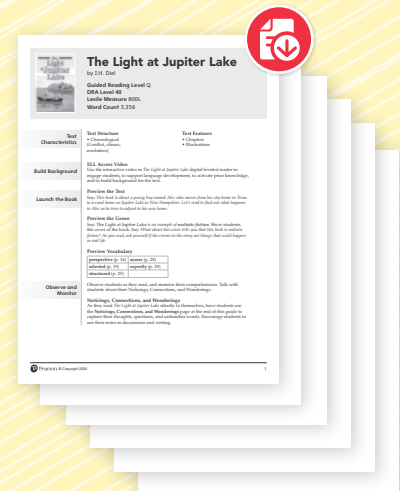 The Light at Jupiter Lake
by J.H. Diel
Guided Reading Level Q
DRA Level 40
Lexile Measure 800L
Word Count 3,356
Text
Characteristics
Text Structure
• Chronological
(Conflict, climax,
resolution)
Text Features
• Chapters
• Illustrations
Build Background
ELL Access Video
Use the interactive video in The Light at Jupiter Lake digital leveled reader to
engage students, to support language development, to activate prior knowledge,
and to build background for the text.
Launch the Book
Preview the Text
Say: This book is about a young boy named Alec who moves from his city home in Texas
to a rural home on Jupiter Lake in New Hampshire. Let's read to find out what happens
to Alec as he tries to adjust to his new home.
Preview the Genre
Say: The Light at Jupiter Lake is an example of realistic fiction. Show students
the cover of the book. Say: What about this cover tells you that this book is realistic
fiction? As you read, ask yourself if the events in the story are things that could happen
in real life.
Preview Vocabulary
perspective (p. 16) access (p. 28)
selected (p. 19) expertly (p. 29)
structured (p. 25)
Observe and
Monitor
Observe students as they read, and monitor their comprehension. Talk with
students about their Noticings, Connections, and Wonderings.
Noticings, Connections, and Wonderings
As they read The Light at Jupiter Lake silently to themselves, have students use
the Noticings, Connections, and Wonderings page at the end of this guide to
capture their thoughts, questions, and unfamiliar words. Encourage students to
use their notes in discussions and writing.
Pearson © Copyright 2020
1